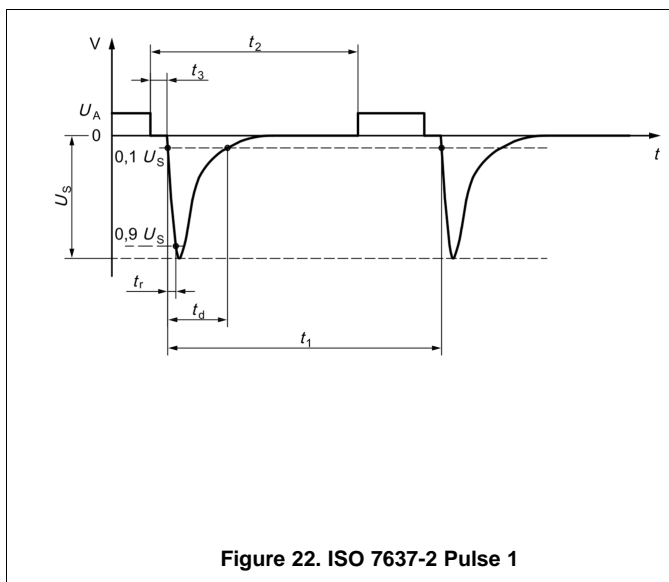 V
t2
t3
UA
0
t
0,1 US
US
0,9 US
tr
td
t1
Figure 22. ISO 7637-2 Pulse 1